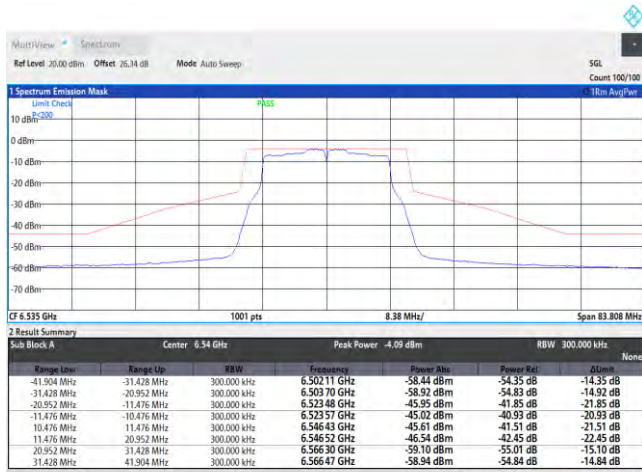 MultiView Spectrum
Ref Level 20.00 dBm Offset 26.34 dB Mode Auto Sweep SGL
Count 100/100
1 Spectrum Emission Mask 1Rm AvgPwr
Limit Check PASS
P<200
10 dBm
0 dBm
-10 dBm
-20 dBm
-30 dBm
-40 dBm
-50 dBm
-60 dBm
-70 dBm
CF 6.535 GHz 1001 pts 8.38 MHz/ Span 83.808 MHz
2 Result Summary
Sub Block A Center 6.54 GHz Peak Power -4.09 dBm RBW 300.000 kHz
None
Range Low Range Up RBW Frequency Power Abs Power Rel ΔLimit
-41.904 MHz -31.428 MHz 300.000 kHz 6.50211 GHz -58.44 dBm -54.35 dB -14.35 dB
-31.428 MHz -20.952 MHz 300.000 kHz 6.50370 GHz -58.92 dBm -54.83 dB -14.92 dB
-20.952 MHz -11.476 MHz 300.000 kHz 6.52348 GHz -45.95 dBm -41.85 dB -21.85 dB
-11.476 MHz -10.476 MHz 300.000 kHz 6.52357 GHz -45.02 dBm -40.93 dB -20.93 dB
10.476 MHz 11.476 MHz 300.000 kHz 6.54643 GHz -45.61 dBm -41.51 dB -21.51 dB
11.476 MHz 20.952 MHz 300.000 kHz 6.54652 GHz -46.54 dBm -42.45 dB -22.45 dB
20.952 MHz 31.428 MHz 300.000 kHz 6.56630 GHz -59.10 dBm -55.01 dB -15.10 dB
31.428 MHz 41.904 MHz 300.000 kHz 6.56647 GHz -58.94 dBm -54.84 dB -14.84 dB